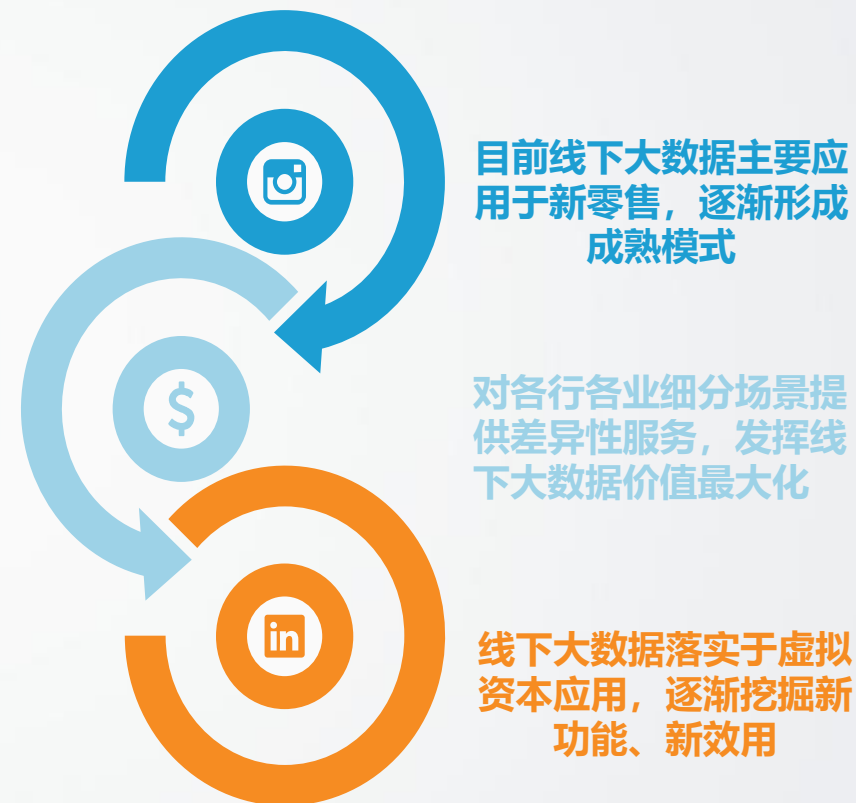 目前线下大数据主要应
用于新零售，逐渐形成
成熟模式
$
对各行各业细分场景提
供差异性服务，发挥线
下大数据价值最大化
in
线下大数据落实于虚拟
资本应用，逐渐挖掘新
功能、新效用